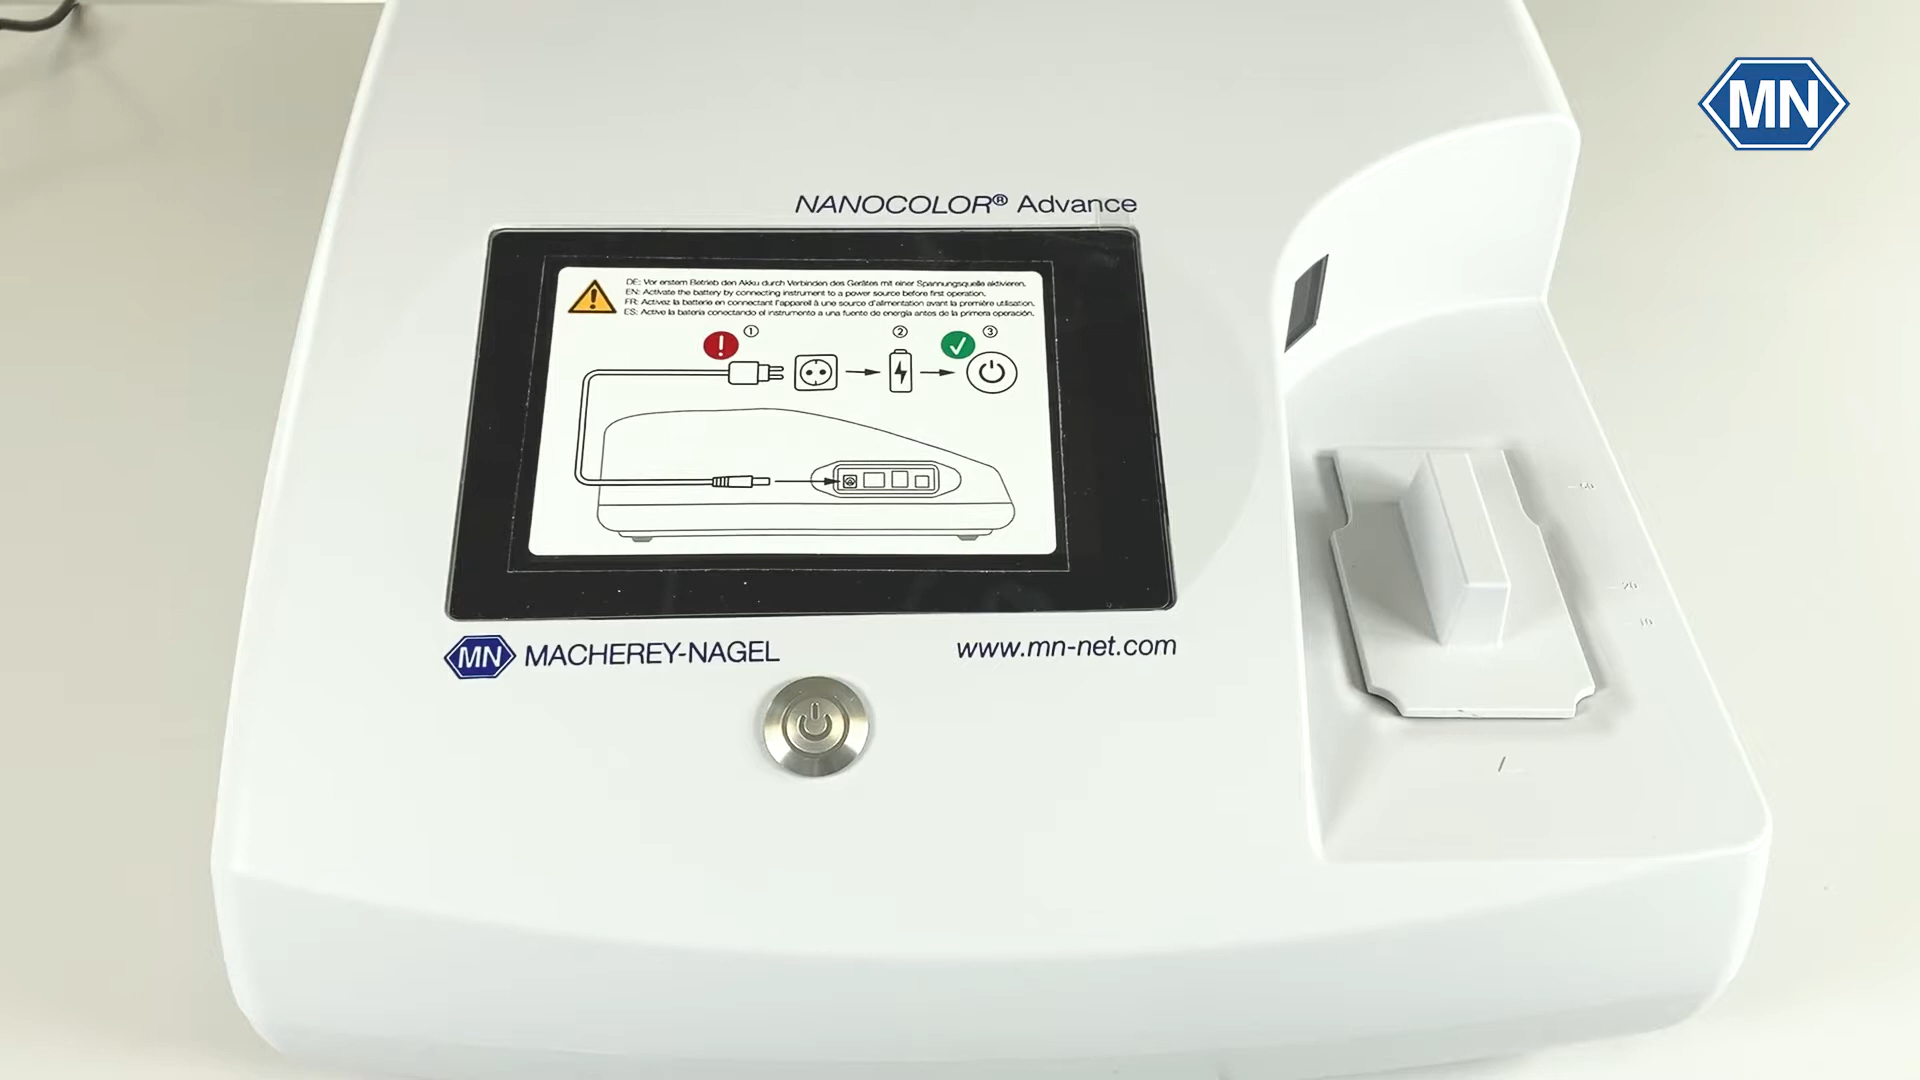 MN
NANOCOLOR® Advance
DE: Vor erstem Betrieb den Akku durch Verbinden des Gerätes mit einer Spannungsquelle aktivieren.
EN: Activate the battery by connecting instrument to a power source before first operation.
FR: Activez la batterie en connectant l'appareil à une source d'alimentation avant la première utilisation.
ES: Active la batería conectando el instrumento a una fuente de energía antes de la primera operación.
! ① ② ③
MN MACHEREY-NAGEL www.mn-net.com
50
20
10